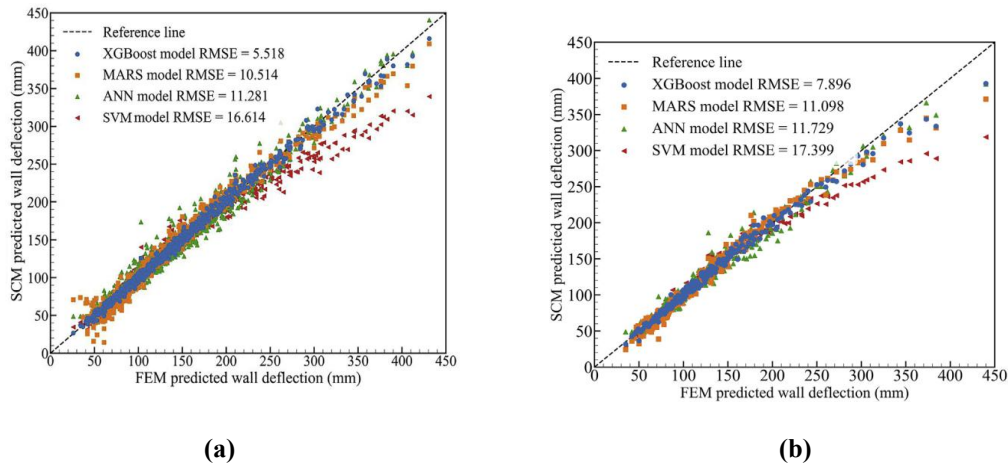 450
400
350
300
250
200
150
100
50
0
SCM predicted wall deflection (mm)
Reference line
XGBoost model RMSE = 5.518
MARS model RMSE = 10.514
ANN model RMSE = 11.281
SVM model RMSE = 16.614
0 50 100 150 200 250 300 350 400 450
FEM predicted wall deflection (mm)
(a)
450
400
350
300
250
200
150
100
50
0
SCM predictied wall deflection (mm)
Reference line
XGBoost model RMSE = 7.896
MARS model RMSE = 11.098
ANN model RMSE = 11.729
SVM model RMSE = 17.399
0 50 100 150 200 250 300 350 400 450
FEM predicted wall deflection (mm)
(b)